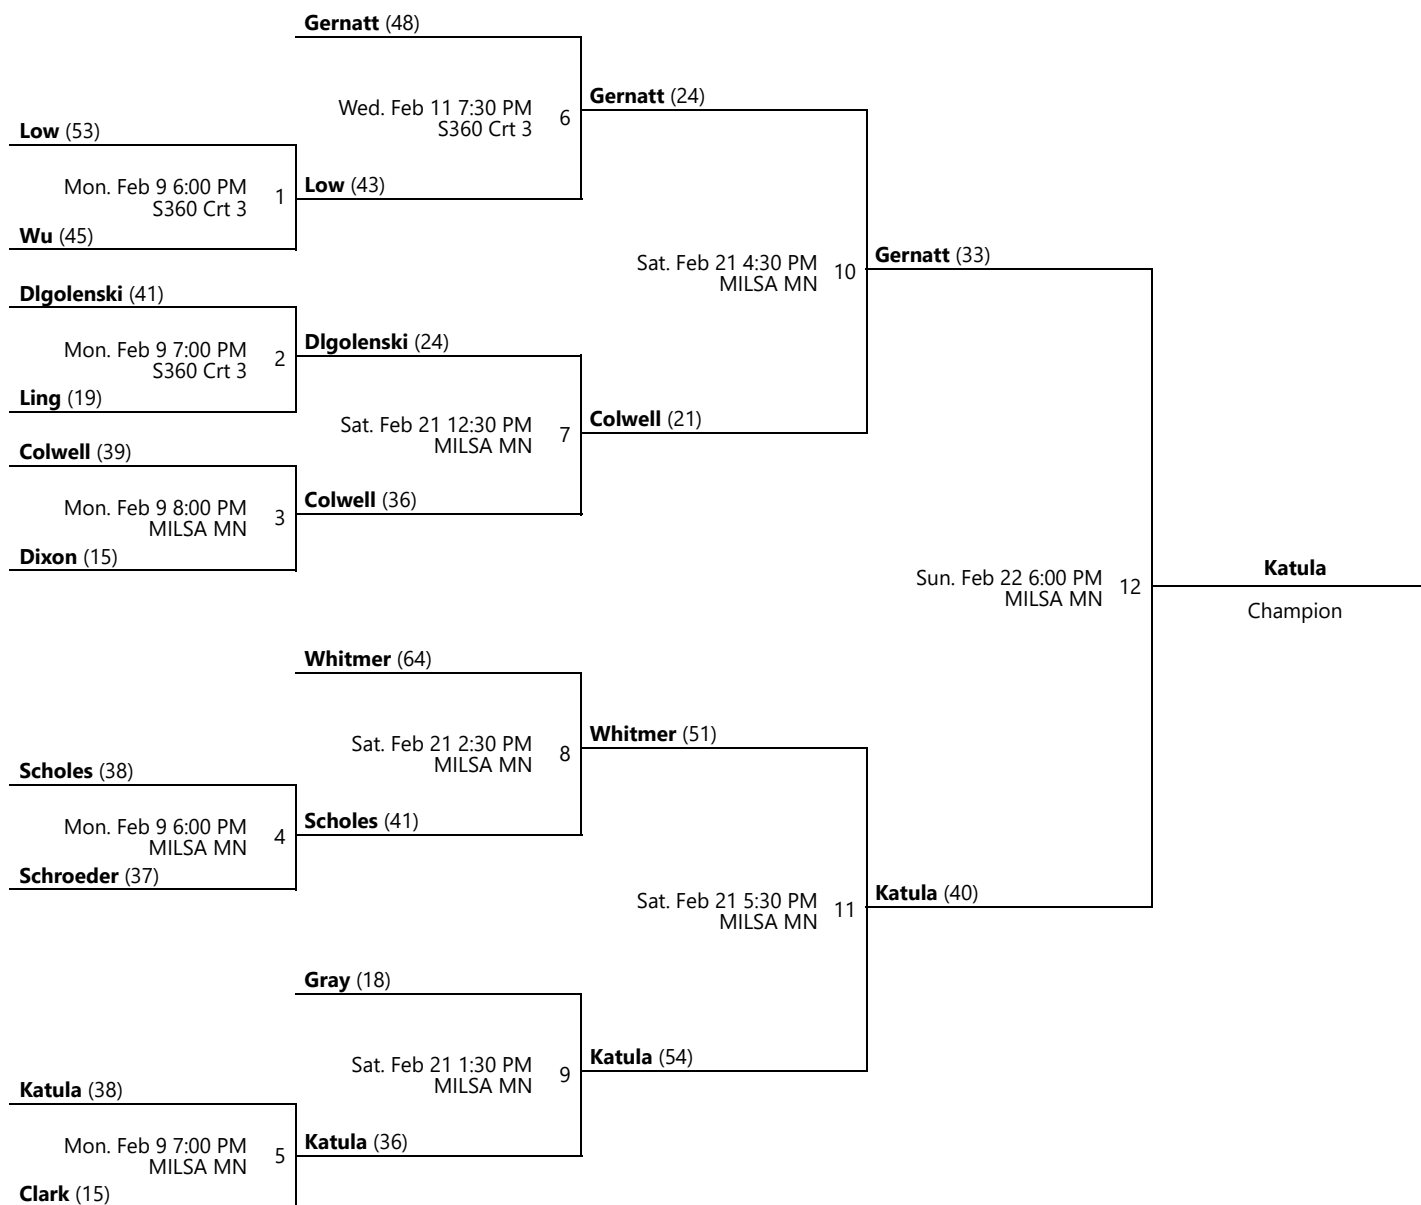 Gernatt (48)
Wed. Feb 11 7:30 PM
S360 Crt 3
6
Gernatt (24)
Low (53)
Mon. Feb 9 6:00 PM
S360 Crt 3
1
Low (43)
Wu (45)
Sat. Feb 21 4:30 PM
MILSA MN
10
Gernatt (33)
Dlgolenski (41)
Mon. Feb 9 7:00 PM
S360 Crt 3
2
Dlgolenski (24)
Ling (19)
Sat. Feb 21 12:30 PM
MILSA MN
7
Colwell (21)
Colwell (39)
Mon. Feb 9 8:00 PM
MILSA MN
3
Colwell (36)
Dixon (15)
Sun. Feb 22 6:00 PM
MILSA MN
12
Katula
Champion
Whitmer (64)
Sat. Feb 21 2:30 PM
MILSA MN
8
Whitmer (51)
Scholes (38)
Mon. Feb 9 6:00 PM
MILSA MN
4
Scholes (41)
Schroeder (37)
Sat. Feb 21 5:30 PM
MILSA MN
11
Katula (40)
Gray (18)
Sat. Feb 21 1:30 PM
MILSA MN
9
Katula (54)
Katula (38)
Mon. Feb 9 7:00 PM
MILSA MN
5
Katula (36)
Clark (15)